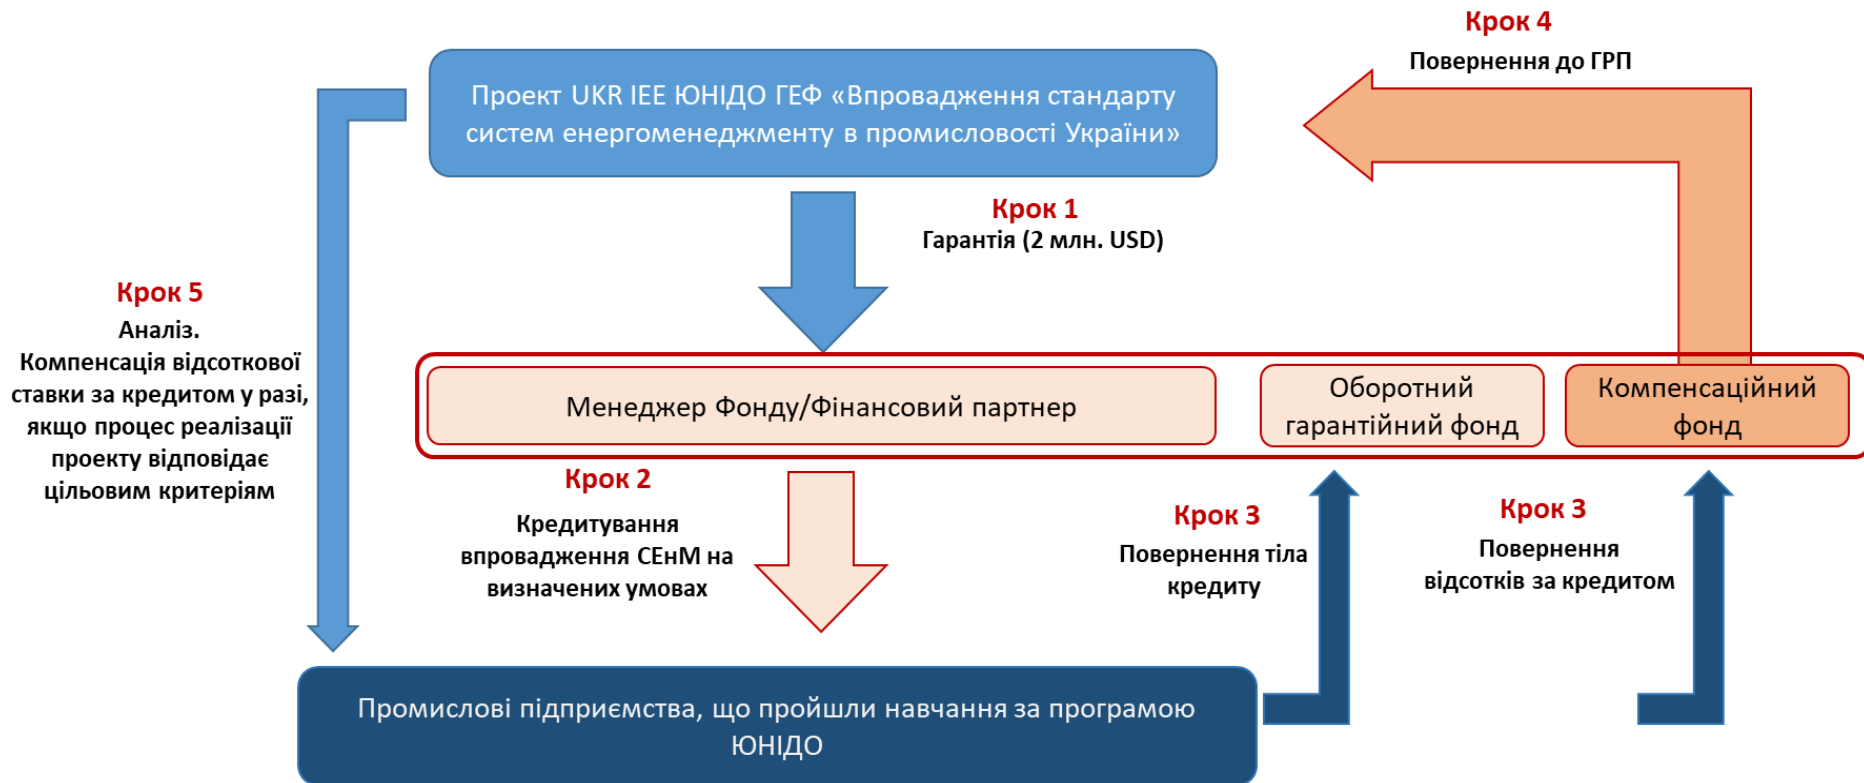 Крок 4
Повернення до ГРП
Проект UKR IEE ЮНІДО ГЕФ «Впровадження стандарту
систем енергоменеджменту в промисловості України»
Крок 1
Гарантія (2 млн. USD)
Крок 5
Аналіз.
Компенсація відсоткової
ставки за кредитом у разі,
якщо процес реалізації
проекту відповідає
цільовим критеріям
Менеджер Фонду/Фінансовий партнер
Оборотний
гарантійний фонд
Компенсаційний
фонд
Крок 2
Кредитування
впровадження СЕнМ на
визначених умовах
Крок 3
Повернення тіла
кредиту
Крок 3
Повернення
відсотків за кредитом
Промислові підприємства, що пройшли навчання за програмою
ЮНІДО